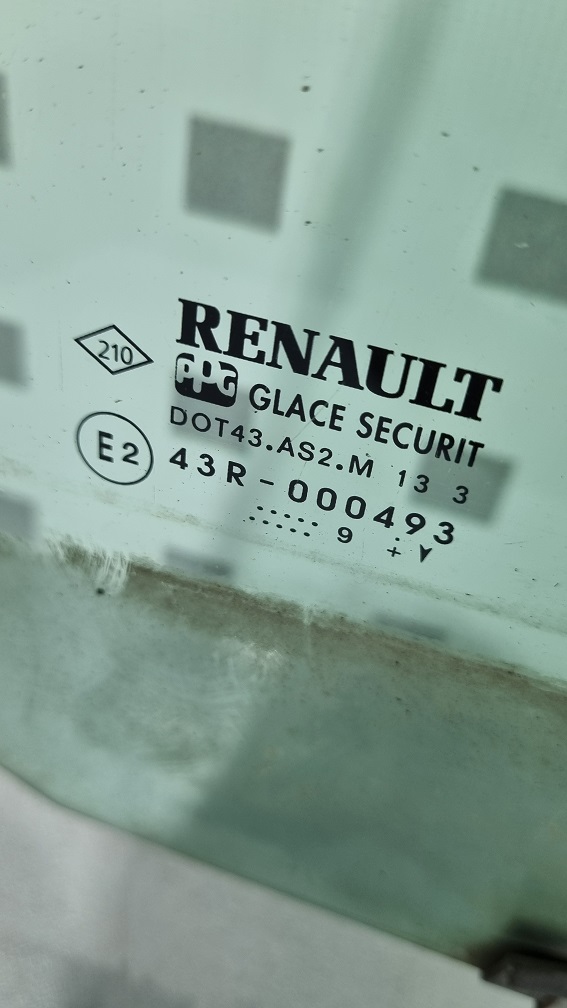 RENAULT
210
PPG GLACE SECURIT
DOT43.AS2.M 13 3
E2
43R-000493
..... 9 .
..... +